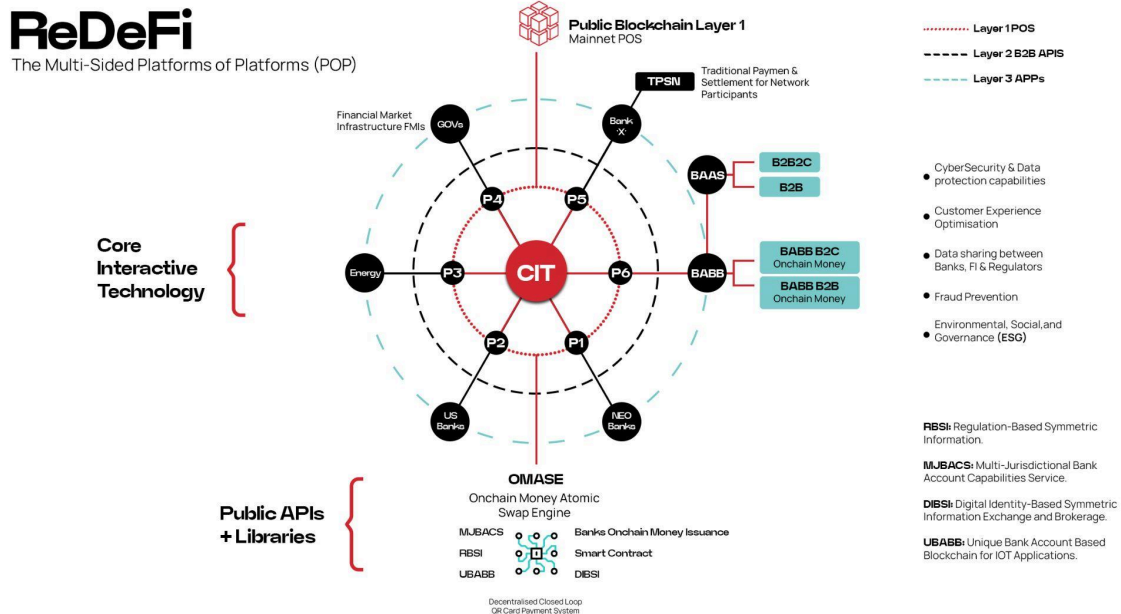 ReDeFi
The Multi-Sided Platforms of Platforms (POP)
Public Blockchain Layer 1
Mainnet POS
Layer 1 POS
Layer 2 B2B APIS
Layer 3 APPs
TPSN
Traditional Paymen &
Settlement for Network
Participants
Financial Market
Infrastructure FMIs
GOVs
Bank
·X·
BAAS
B2B2C
B2B
P4
P5
Core
Interactive
Technology
Energy
P3
CIT
P6
BABB
BABB B2C
Onchain Money
BABB B2B
Onchain Money
P2
P1
US
Banks
NEO
Banks
CyberSecurity & Data
protection capabilities
Customer Experience
Optimisation
Data sharing between
Banks, FI & Regulators
Fraud Prevention
Environmental, Social,and
Governance (ESG)
Public APIs
+ Libraries
OMASE
Onchain Money Atomic
Swap Engine
MJBACS
Banks Onchain Money Issuance
RBSI
Smart Contract
UBABB
DIBSI
Decentralised Closed Loop
QR Card Payment System
RBSI: Regulation-Based Symmetric
Information.
MJBACS: Multi-Jurisdictional Bank
Account Capabilities Service.
DIBSI: Digital Identity-Based Symmetric
Information Exchange and Brokerage.
UBABB: Unique Bank Account Based
Blockchain for IOT Applications.